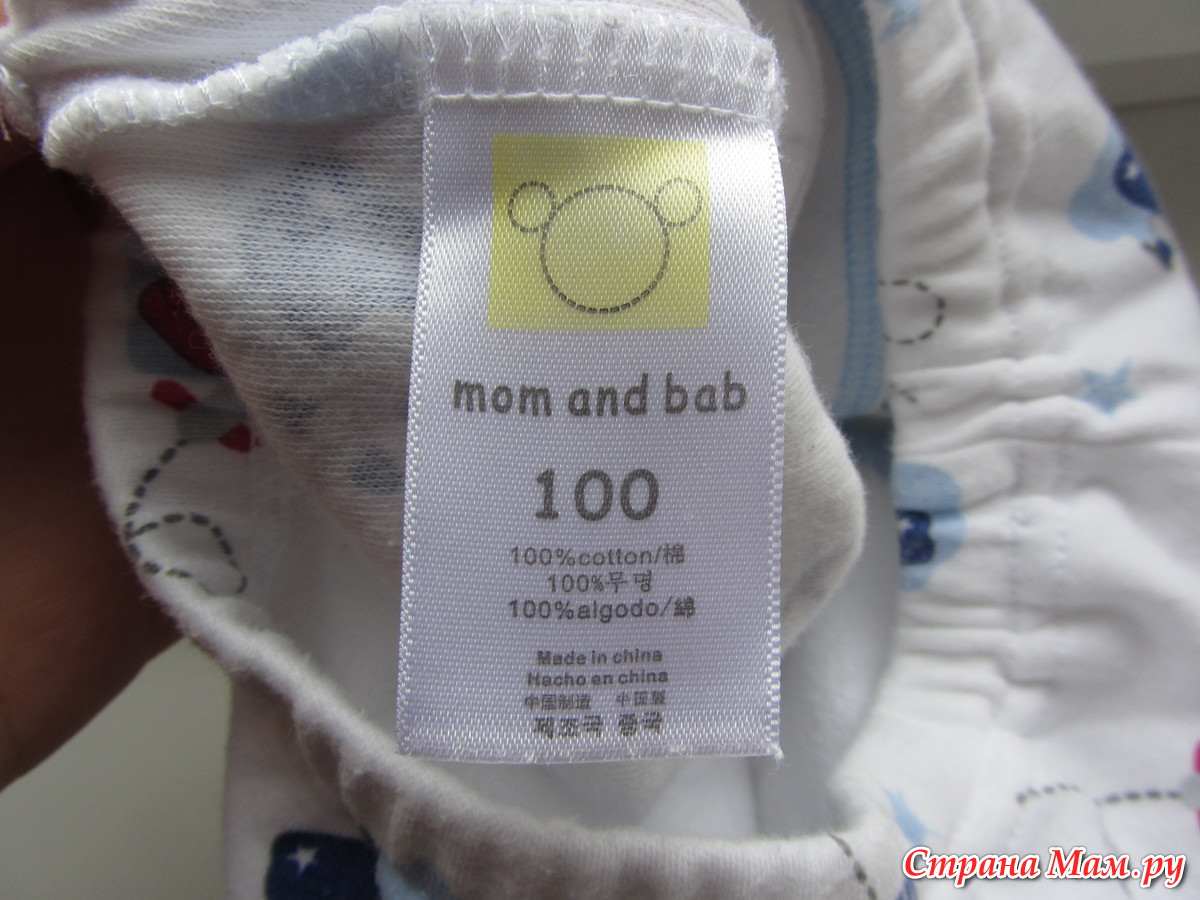 mom and bab
100
100%cotton/棉
100%무명
100%algodo/綿
Made in china
Hacho en china
中国制造 中国製
제조국 중국
Страна Мам.ру